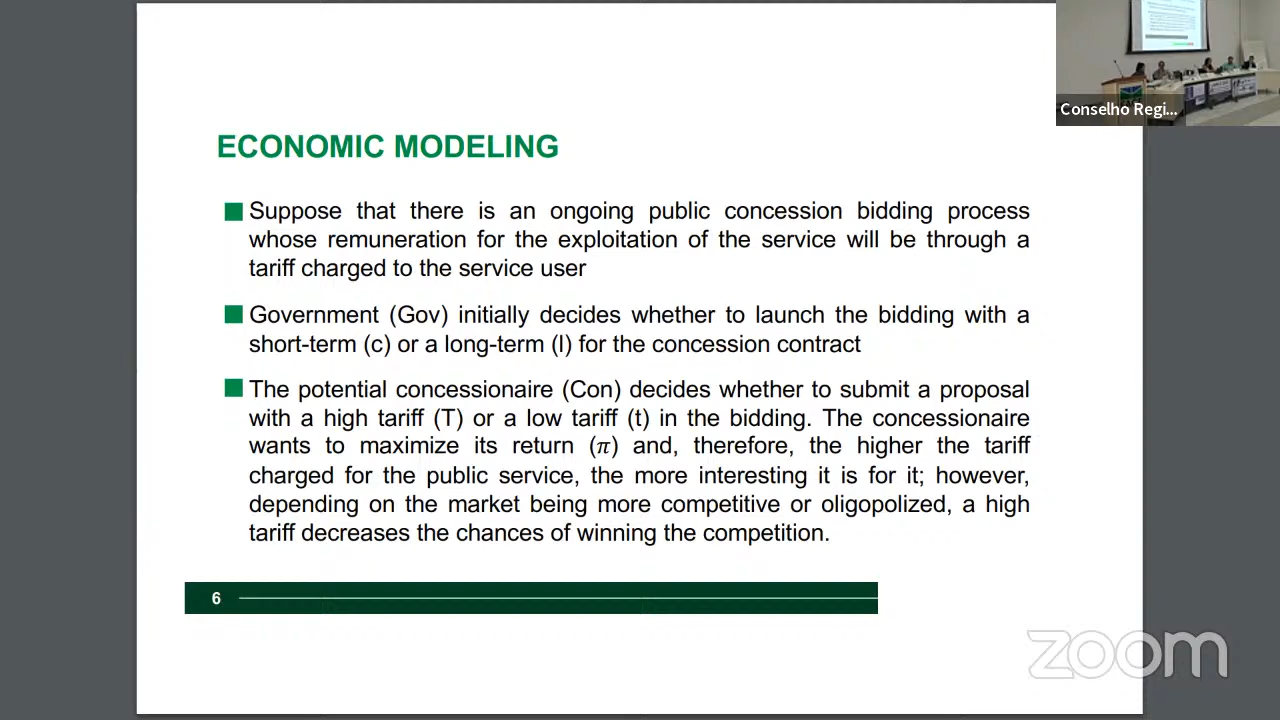 Conselho Regi...
ECONOMIC MODELING
Suppose that there is an ongoing public concession bidding process
whose remuneration for the exploitation of the service will be through a
tariff charged to the service user
Government (Gov) initially decides whether to launch the bidding with a
short-term (c) or a long-term (l) for the concession contract
The potential concessionaire (Con) decides whether to submit a proposal
with a high tariff (T) or a low tariff (t) in the bidding. The concessionaire
wants to maximize its return (π) and, therefore, the higher the tariff
charged for the public service, the more interesting it is for it; however,
depending on the market being more competitive or oligopolized, a high
tariff decreases the chances of winning the competition.
6
zoom